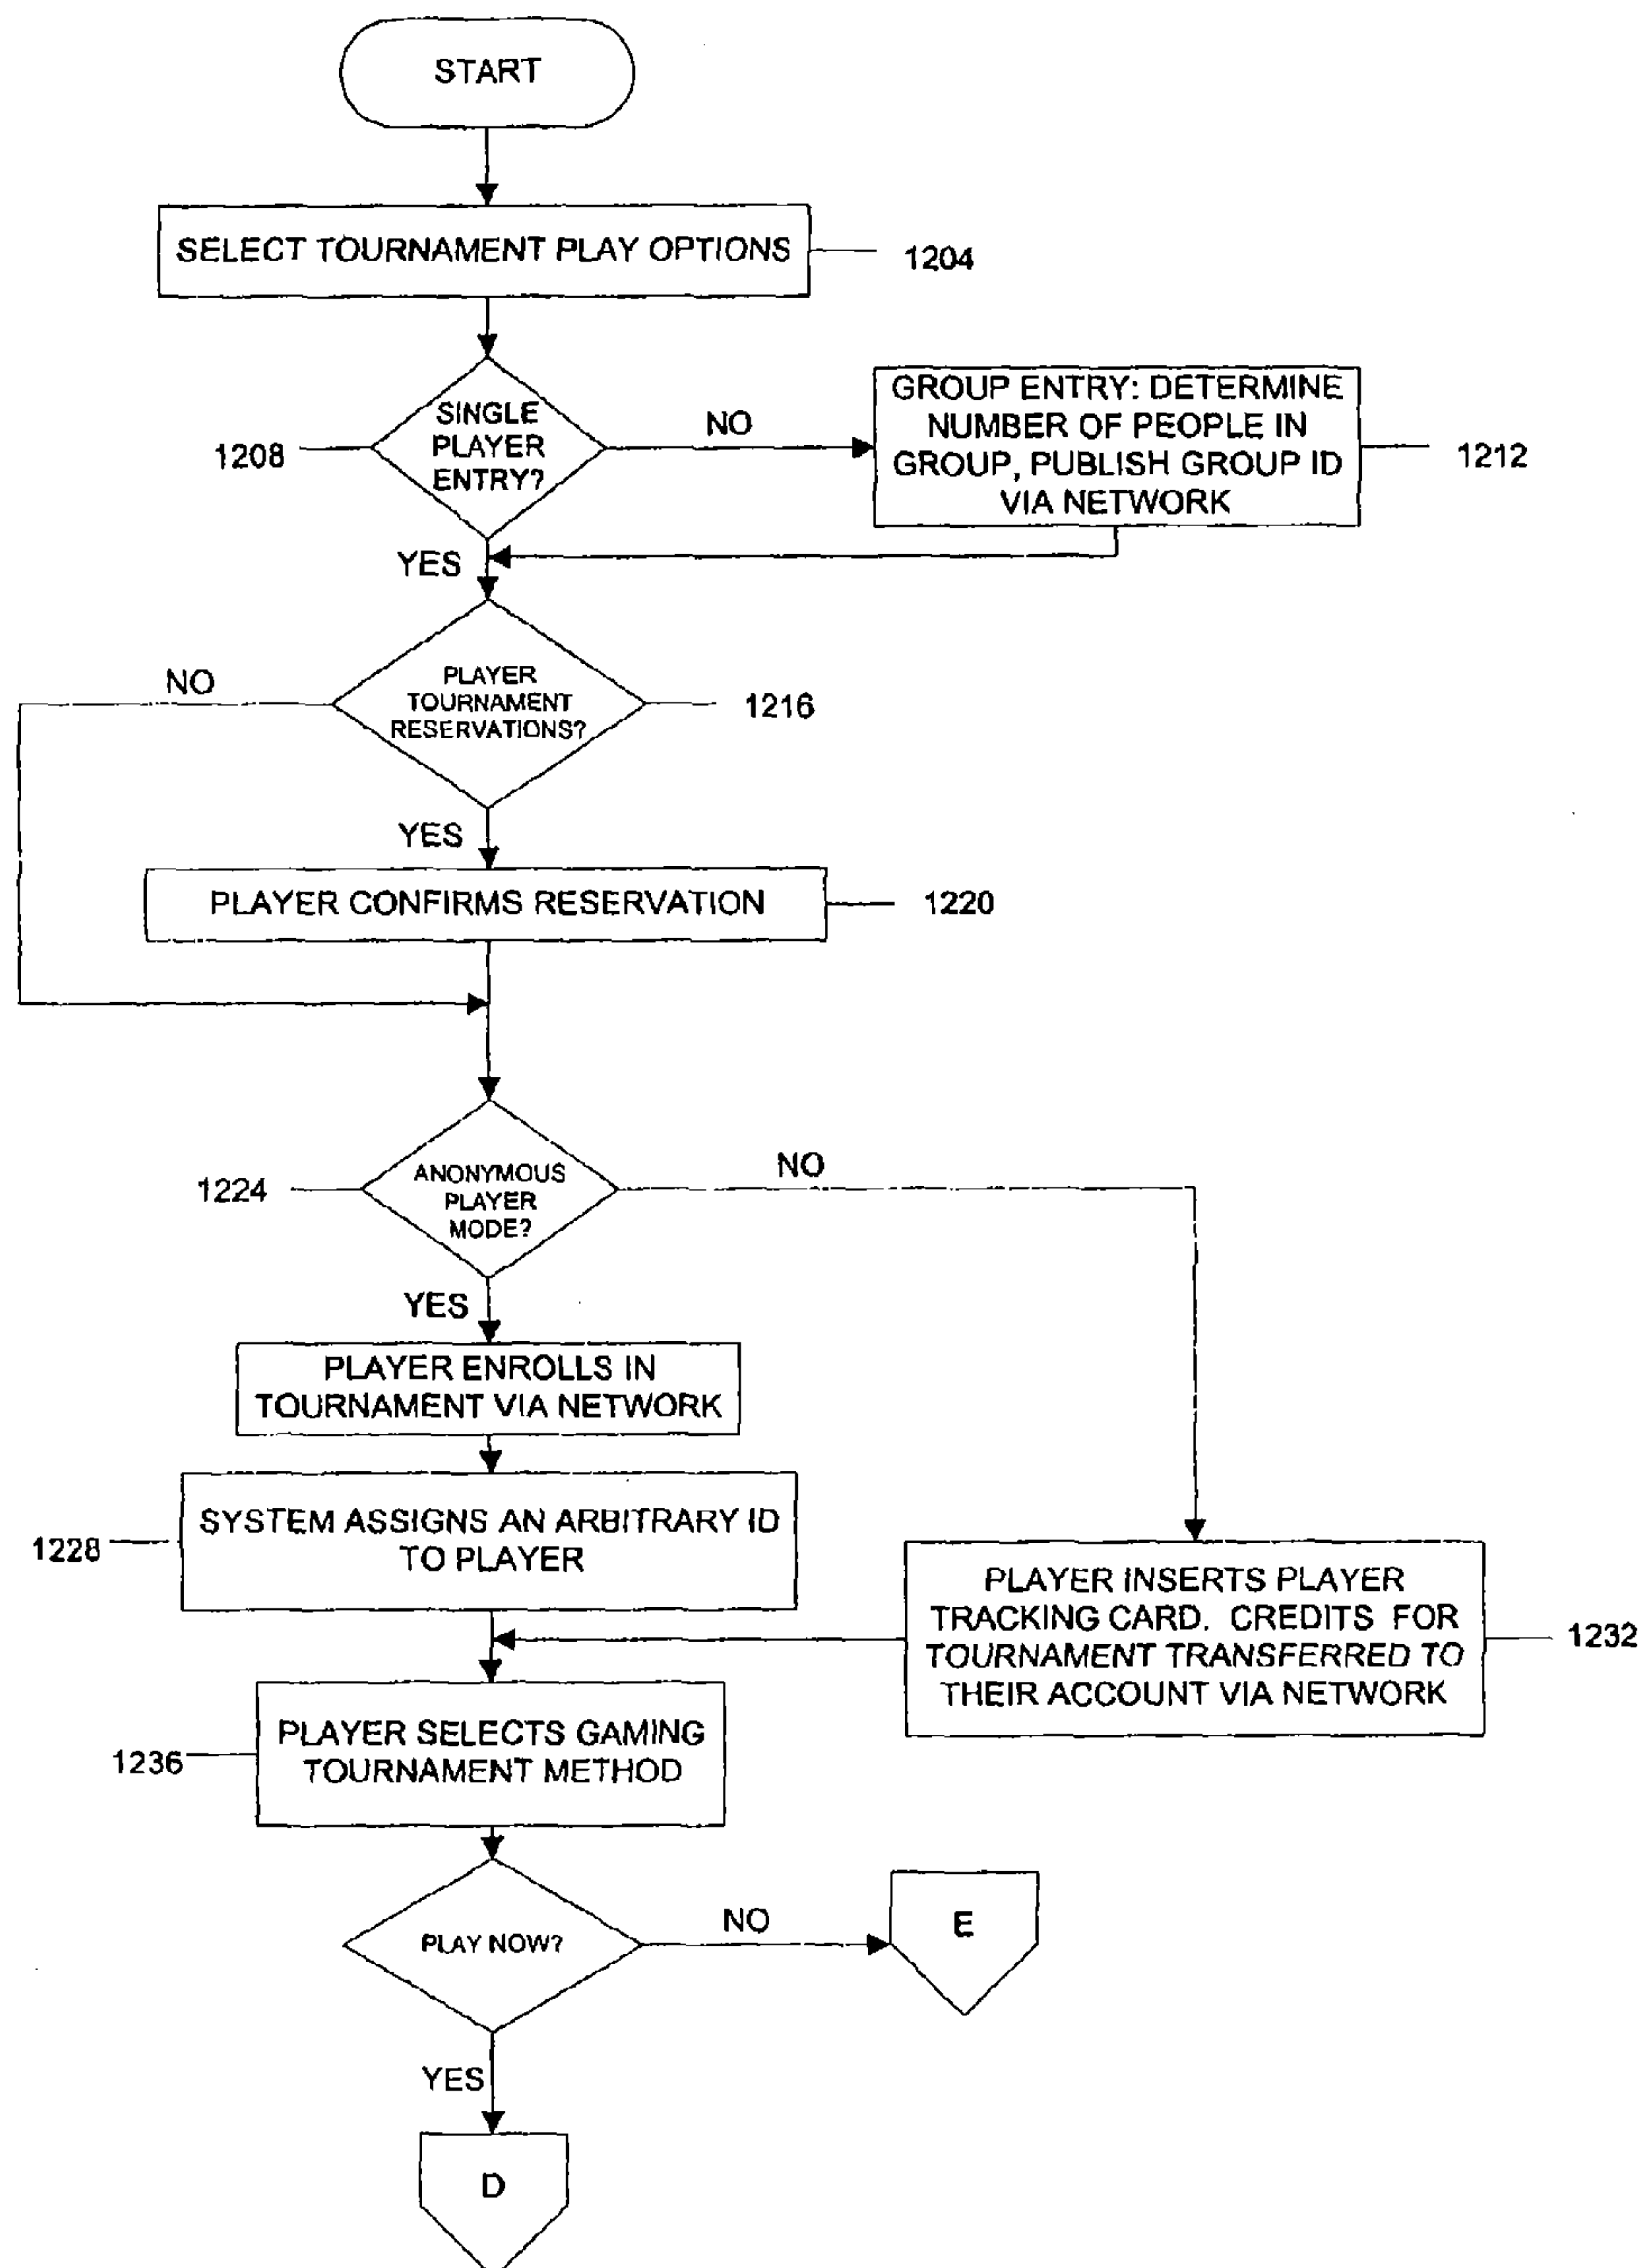 START
SELECT TOURNAMENT PLAY OPTIONS
1204
SINGLE
PLAYER
ENTRY?
1208
NO
GROUP ENTRY: DETERMINE
NUMBER OF PEOPLE IN
GROUP, PUBLISH GROUP ID
VIA NETWORK
1212
YES
PLAYER
TOURNAMENT
RESERVATIONS?
NO
1216
YES
PLAYER CONFIRMS RESERVATION
1220
ANONYMOUS
PLAYER
MODE?
1224
NO
YES
PLAYER ENROLLS IN
TOURNAMENT VIA NETWORK
SYSTEM ASSIGNS AN ARBITRARY ID
TO PLAYER
1228
PLAYER INSERTS PLAYER
TRACKING CARD. CREDITS FOR
TOURNAMENT TRANSFERRED TO
THEIR ACCOUNT VIA NETWORK
1232
PLAYER SELECTS GAMING
TOURNAMENT METHOD
1236
PLAY NOW?
NO
E
YES
D